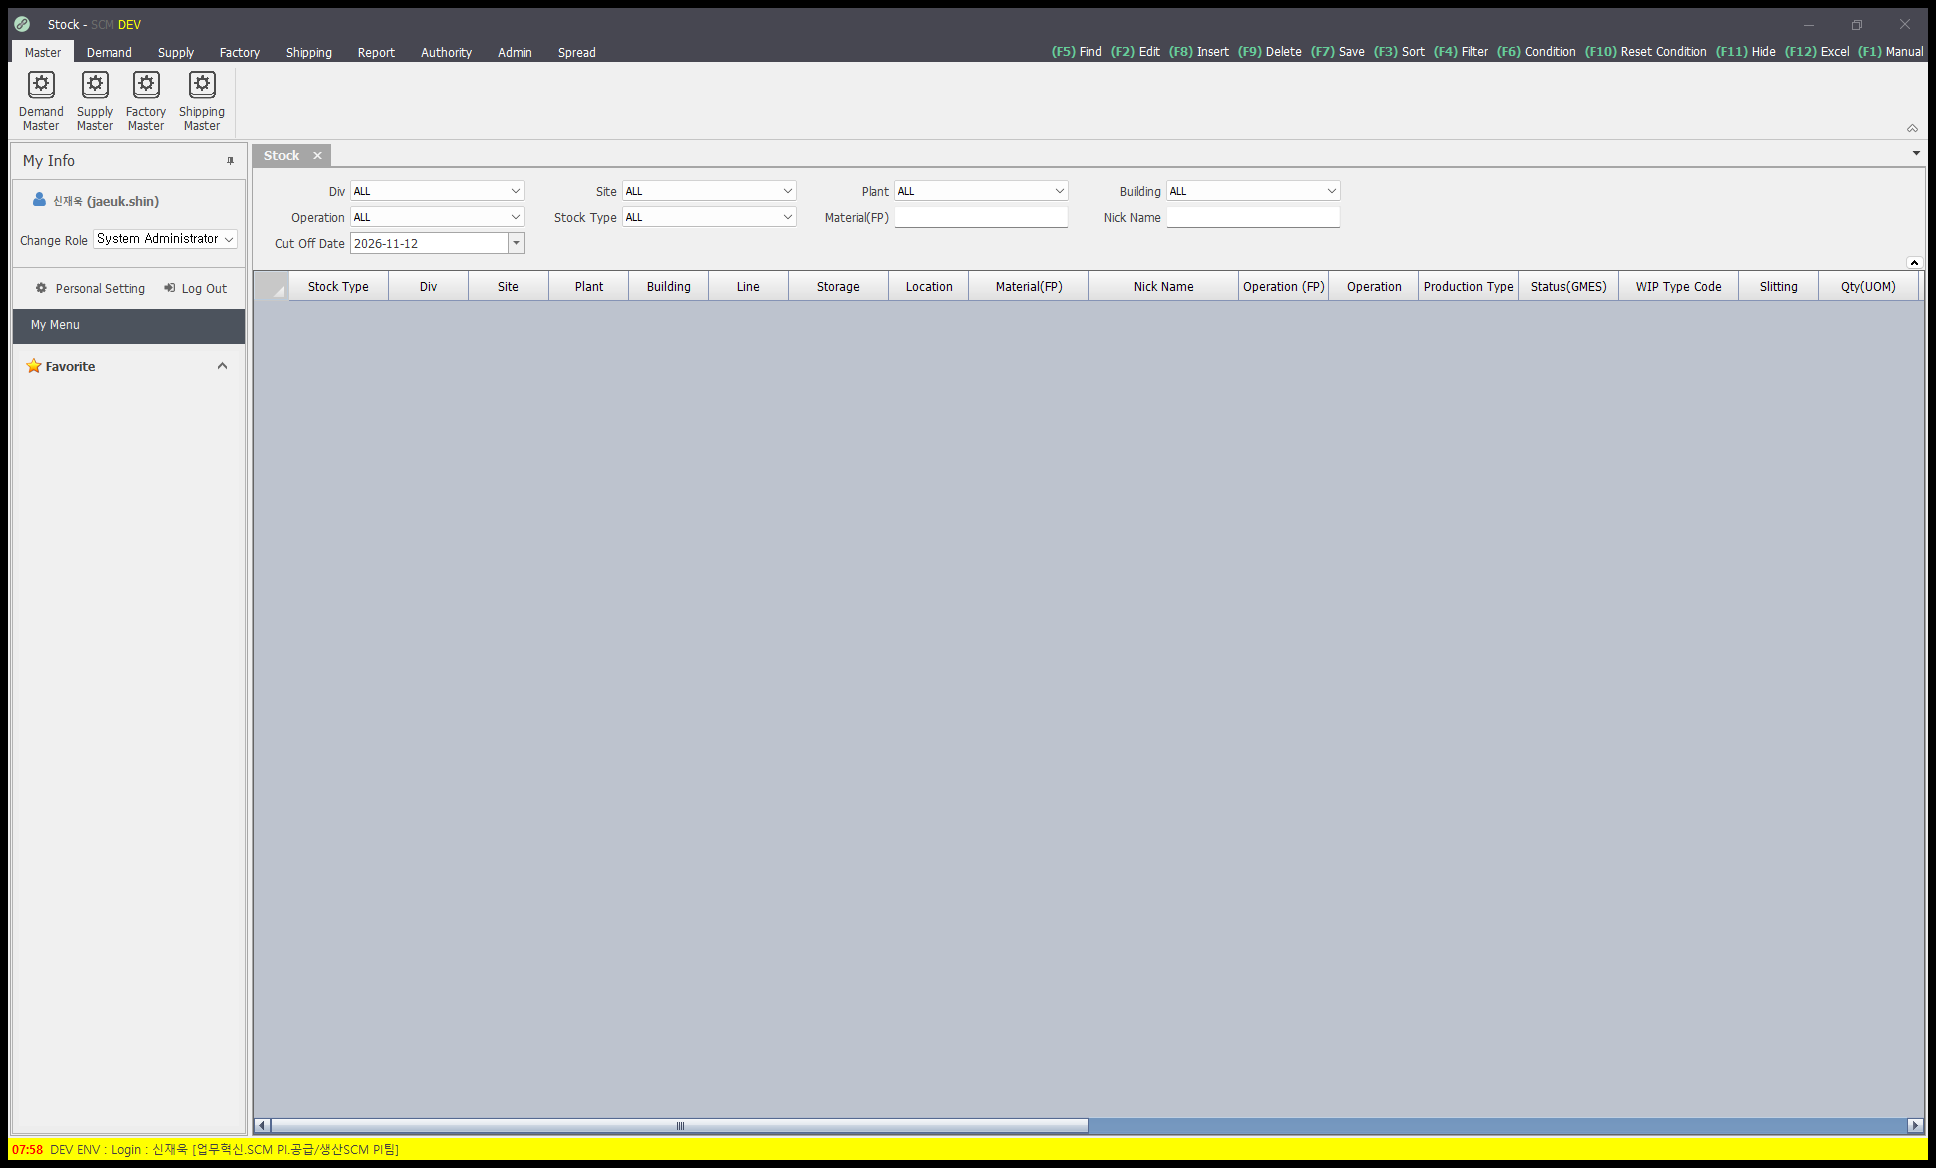 Stock - SCM DEV
Master Demand Supply Factory Shipping Report Authority Admin Spread (F5) Find (F2) Edit (F8) Insert (F9) Delete (F7) Save (F3) Sort (F4) Filter (F6) Condition (F10) Reset Condition (F11) Hide (F12) Excel (F1) Manual
Demand Master Supply Master Factory Master Shipping Master
My Info
신재욱 (jaeuk.shin)
Change Role System Administrator
Personal Setting Log Out
My Menu
Favorite
Stock
Div ALL Site ALL Plant ALL Building ALL
Operation ALL Stock Type ALL Material(FP) Nick Name
Cut Off Date 2026-11-12
Stock Type Div Site Plant Building Line Storage Location Material(FP) Nick Name Operation (FP) Operation Production Type Status(GMES) WIP Type Code Slitting Qty(UOM)
07:58 DEV ENV : Login : 신재욱 [업무혁신.SCM PI.공급/생산SCM PI팀]